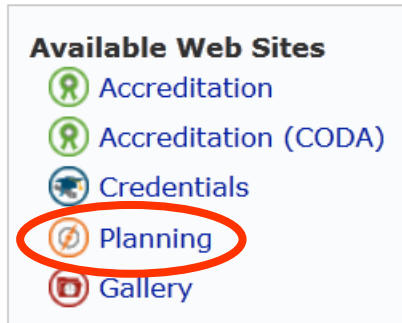 Available Web Sites
Accreditation
Accreditation (CODA)
Credentials
Planning
Gallery